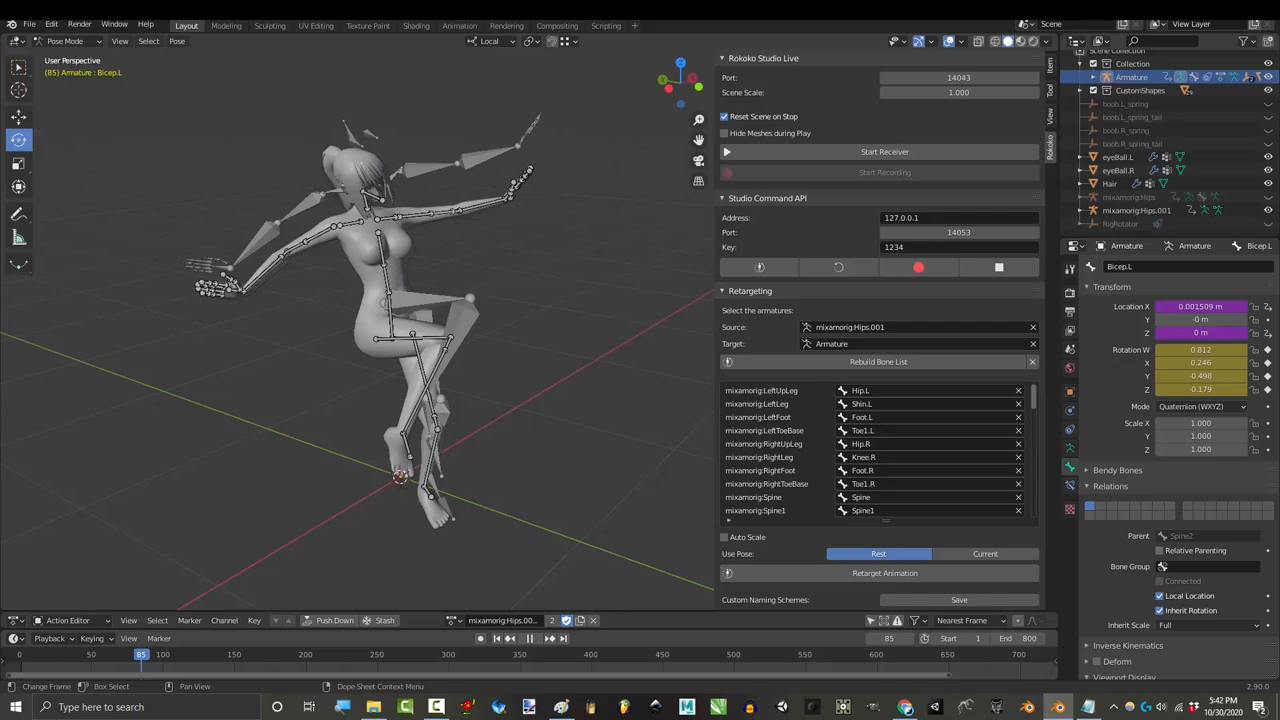 File Edit Render Window Help Layout Modeling Sculpting UV Editing Texture Paint Shading Animation Rendering Compositing Scripting + Scene View Layer
Pose Mode View Select Pose Local
User Perspective
(85) Armature : Bicep.L
Z
Rokoko Studio Live
Port: 14043
Scene Scale: 1.000
Reset Scene on Stop
Hide Meshes during Play
Start Receiver
Start Recording
Studio Command API
Address: 127.0.0.1
Port: 14053
Key: 1234
Retargeting
Select the armatures:
Source: mixamorig:Hips.001
Target: Armature
Rebuild Bone List
mixamorig:LeftUpLeg Hip.L
mixamorig:LeftLeg Shin.L
mixamorig:LeftFoot Foot.L
mixamorig:LeftToeBase Toe1.L
mixamorig:RightUpLeg Hip.R
mixamorig:RightLeg Knee.R
mixamorig:RightFoot Foot.R
mixamorig:RightToeBase Toe1.R
mixamorig:Spine Spine
mixamorig:Spine1 Spine1
Auto Scale
Use Pose: Rest Current
Retarget Animation
Custom Naming Schemes: Save
Item
Tool
View
Rokoko
Scene Collection
Collection
Armature
CustomShapes
boob.L_spring
boob.L_spring_tail
boob.R_spring
boob.R_spring_tail
eyeBall.L
eyeBall.R
Hair
mixamorig:Hips
mixamorig:Hips.001
RigRotator
Armature Armature Bicep.L
Bicep.L
Transform
Location X 0.001509 m
Y -0 m
Z 0 m
Rotation W 0.812
X 0.246
Y -0.498
Z -0.179
Mode Quaternion (WXYZ)
Scale X 1.000
Y 1.000
Z 1.000
Bendy Bones
Relations
Parent Spine2
Relative Parenting
Bone Group
Connected
Local Location
Inherit Rotation
Inherit Scale Full
Inverse Kinematics
Deform
Viewport Display
Action Editor View Select Marker Channel Key Push Down Stash mixamorig:Hips.00... 2 Nearest Frame
Playback Keying View Marker 85 Start 1 End 800
0 50 85 100 150 200 250 300 350 400 450 500 550 600 650 700
Change Frame Box Select Pan View Dope Sheet Context Menu 2.90.0
Type here to search
5:42 PM
10/30/2020